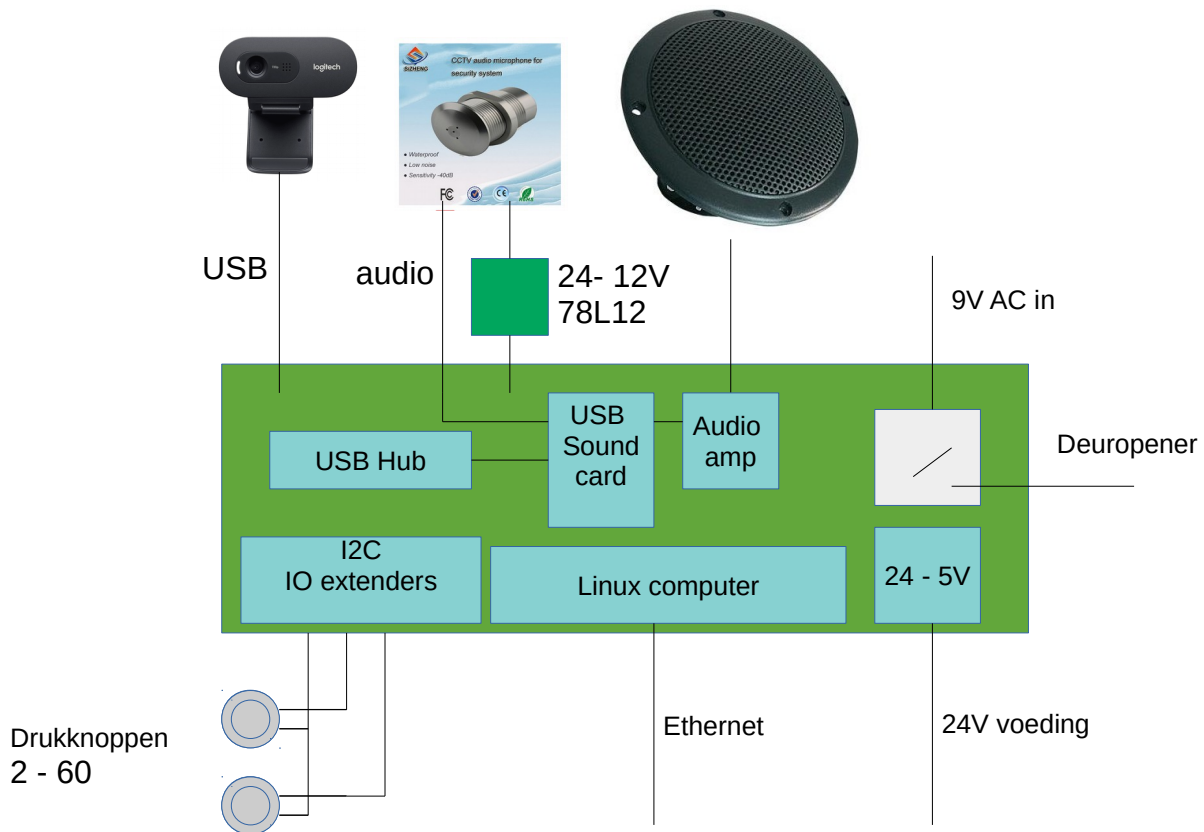 logitech
SIZHENG
CCTV audio microphone for
security system
• Waterproof
• Low noise
• Sensitivity -40dB
FC
CE
ROHS
USB
audio
24- 12V
78L12
9V AC in
USB
Sound
card
Audio
amp
USB Hub
Deuropener
I2C
IO extenders
Linux computer
24 - 5V
Drukknoppen
2 - 60
Ethernet
24V voeding